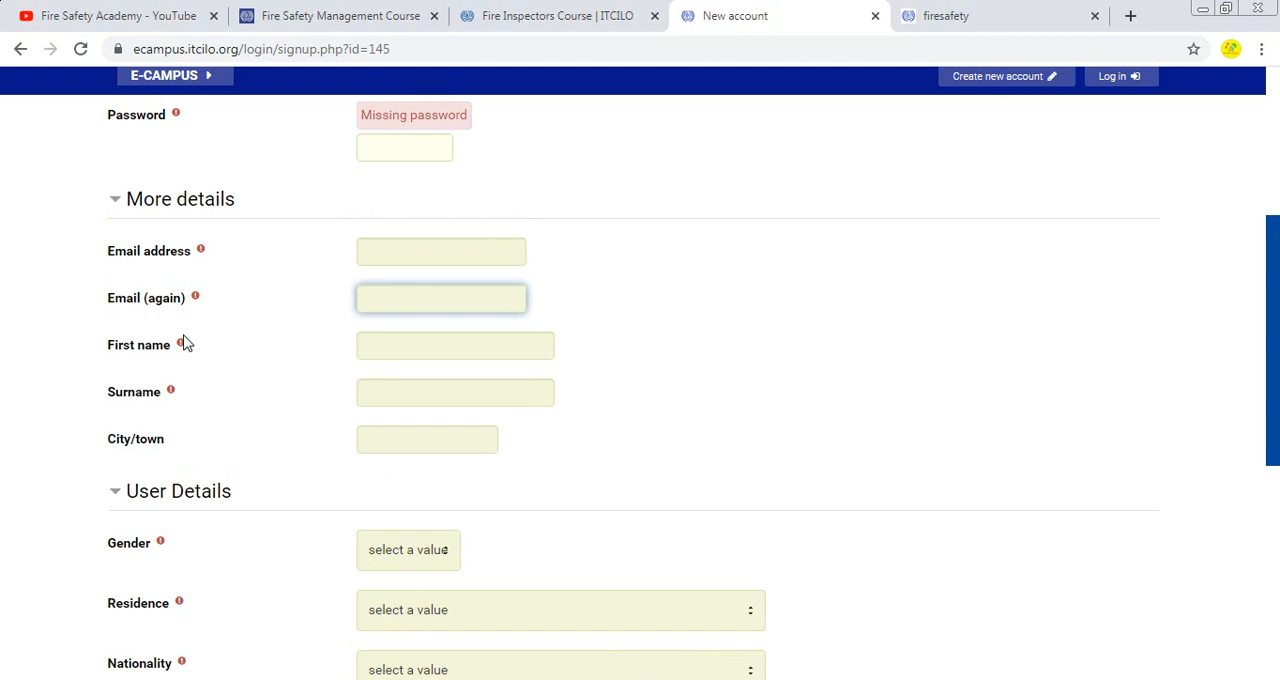 Fire Safety Academy - YouTube
Fire Safety Management Course
Fire Inspectors Course | ITCILO
New account
firesafety
ecampus.itcilo.org/login/signup.php?id=145
E-CAMPUS
Create new account
Log in
Password
Missing password
More details
Email address
Email (again)
First name
Surname
City/town
User Details
Gender
select a value
Residence
select a value
Nationality
select a value